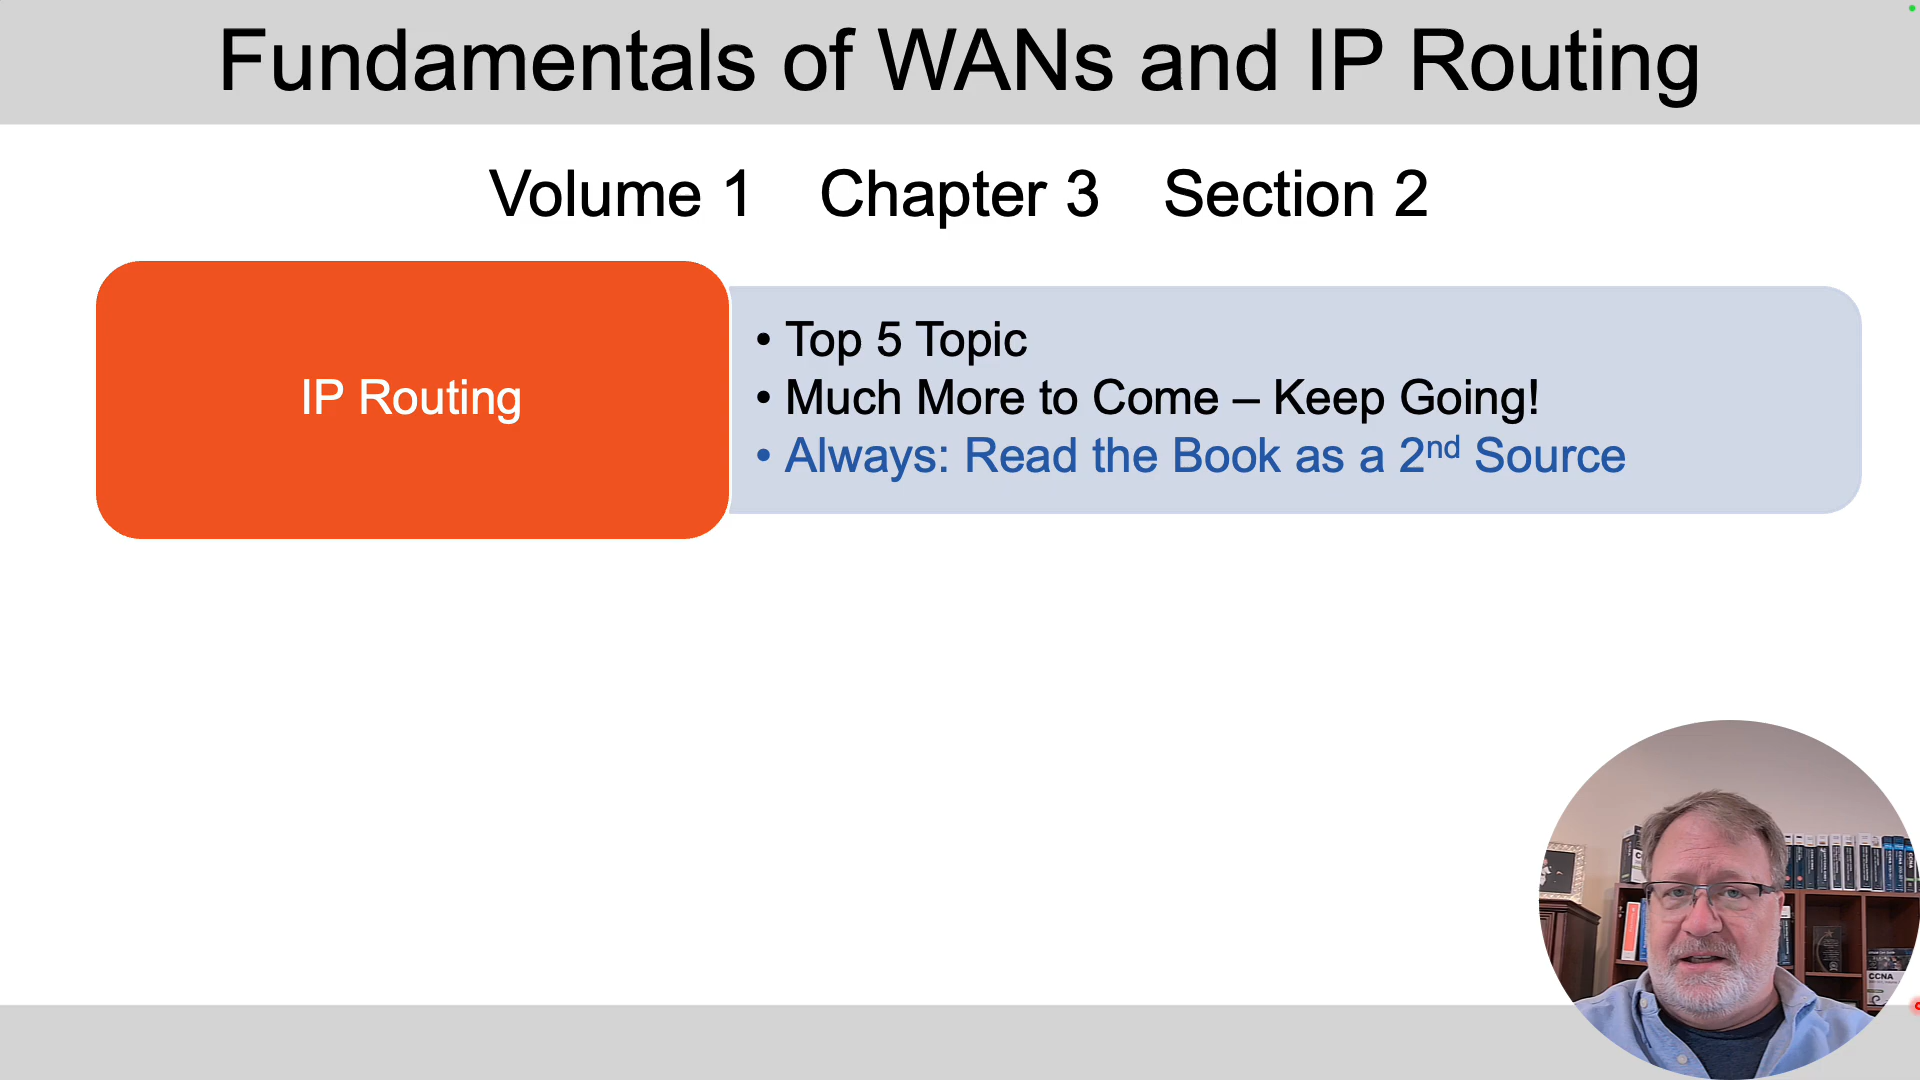 Fundamentals of WANs and IP Routing
Volume 1 Chapter 3 Section 2
IP Routing
• Top 5 Topic
• Much More to Come – Keep Going!
• Always: Read the Book as a 2nd Source
CCNA